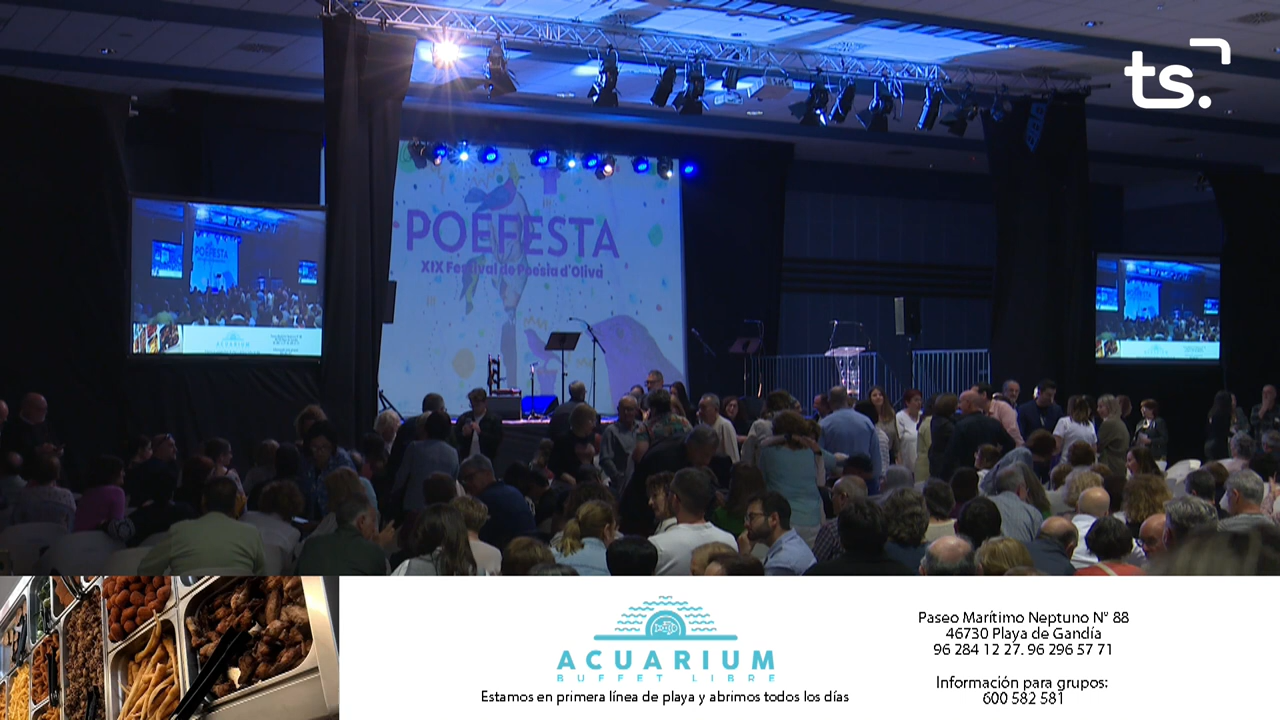 ts.
POEFESTA
XIX Festival de Poesia d'Oliva
POEFESTA
ACUARIUM
ACUARIUM
BUFFET LIBRE
Estamos en primera línea de playa y abrimos todos los días
Paseo Marítimo Neptuno Nº 88
46730 Playa de Gandía
96 284 12 27. 96 296 57 71
Información para grupos:
600 582 581